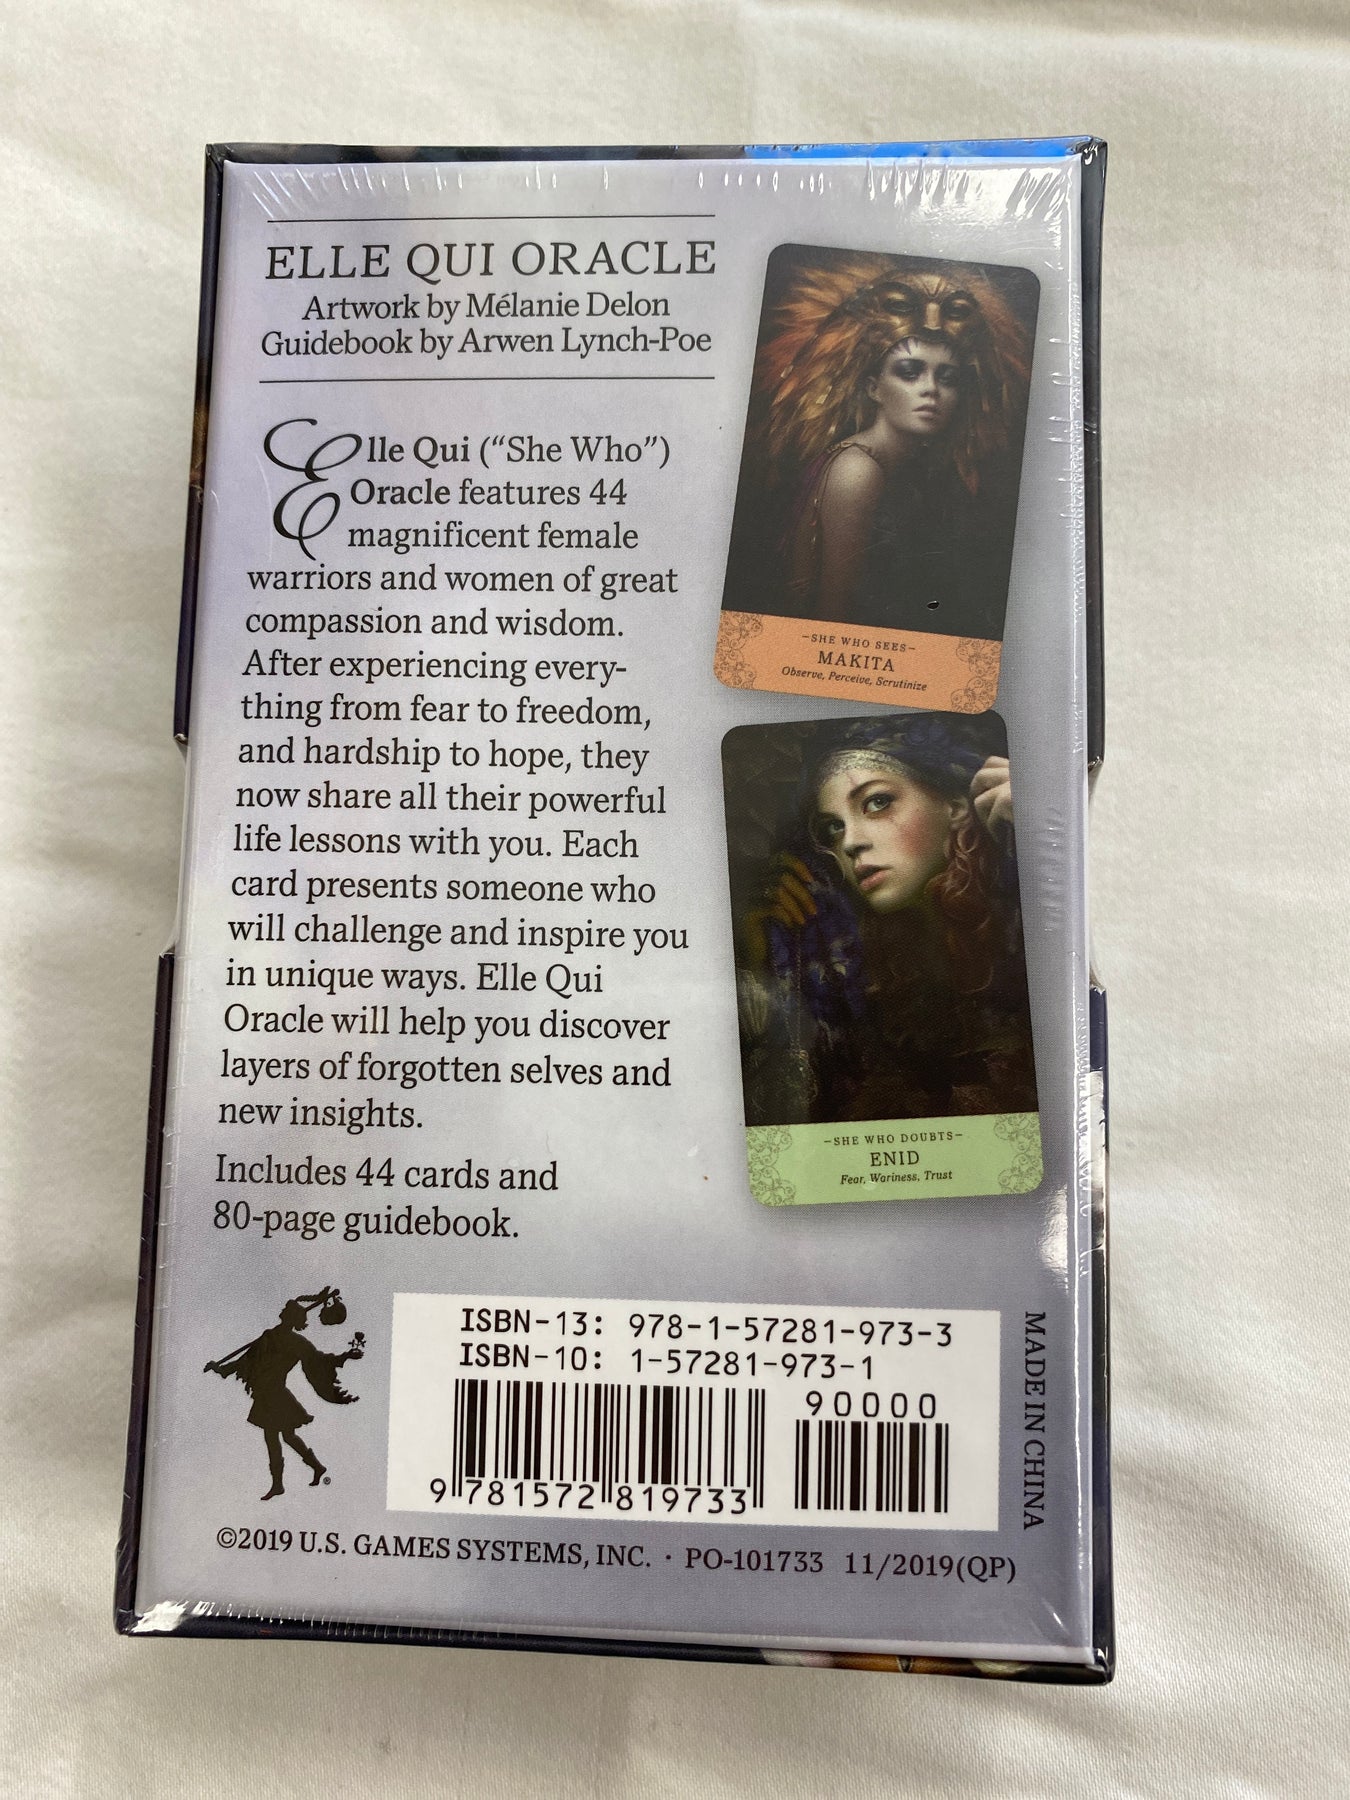 ELLE QUI ORACLE
Artwork by Mélanie Delon
Guidebook by Arwen Lynch-Poe
Elle Qui (“She Who”)
Oracle features 44
magnificent female
warriors and women of great
compassion and wisdom.
After experiencing every-
thing from fear to freedom,
and hardship to hope, they
now share all their powerful
life lessons with you. Each
card presents someone who
will challenge and inspire you
in unique ways. Elle Qui
Oracle will help you discover
layers of forgotten selves and
new insights.
Includes 44 cards and
80-page guidebook.
–SHE WHO SEES–
MAKITA
Observe, Perceive, Scrutinize
–SHE WHO DOUBTS–
ENID
Fear, Wariness, Trust
ISBN-13: 978-1-57281-973-3
ISBN-10: 1-57281-973-1
90000
9 781572 819733
MADE IN CHINA
®
©2019 U.S. GAMES SYSTEMS, INC. · PO-101733 11/2019(QP)